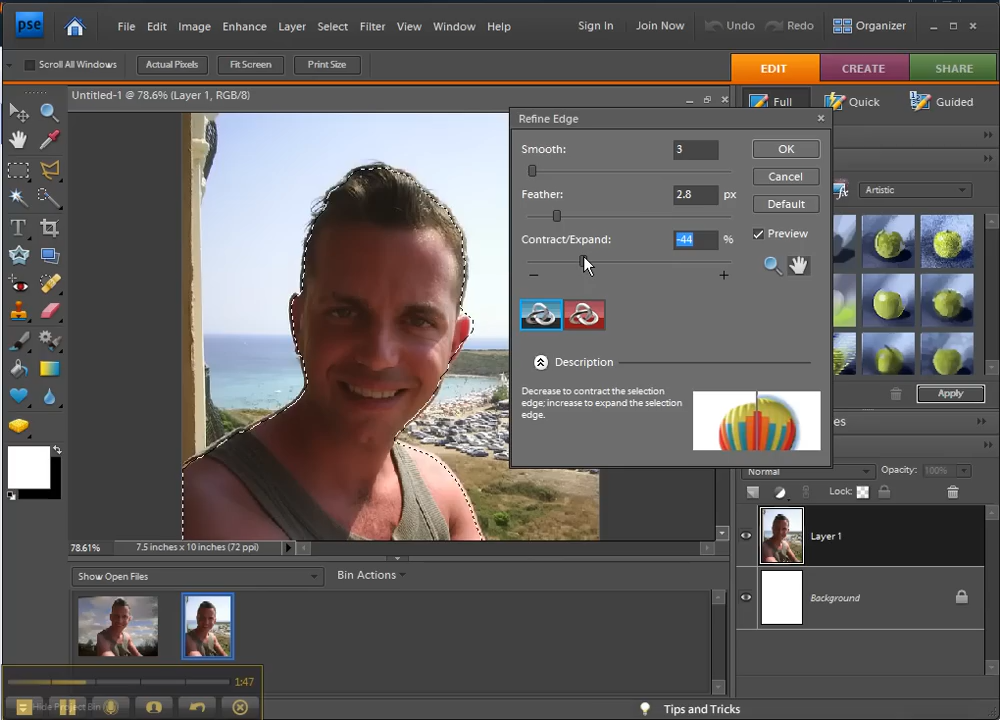 pse File Edit Image Enhance Layer Select Filter View Window Help Sign In Join Now Undo Redo Organizer
Scroll All Windows Actual Pixels Fit Screen Print Size EDIT CREATE SHARE
Untitled-1 @ 78.6% (Layer 1, RGB/8)
Full Quick Guided
Refine Edge
Smooth: 3 OK
Cancel
Feather: 2.8 px
Default
Contract/Expand: -44 %
Preview
Artistic
Description
Decrease to contract the selection
edge; increase to expand the selection
edge.
Apply
Normal Opacity: 100%
Lock:
Layer 1
Background
78.61% 7.5 inches x 10 inches (72 ppi)
Show Open Files Bin Actions
1:47
Hide Project Bin
Tips and Tricks